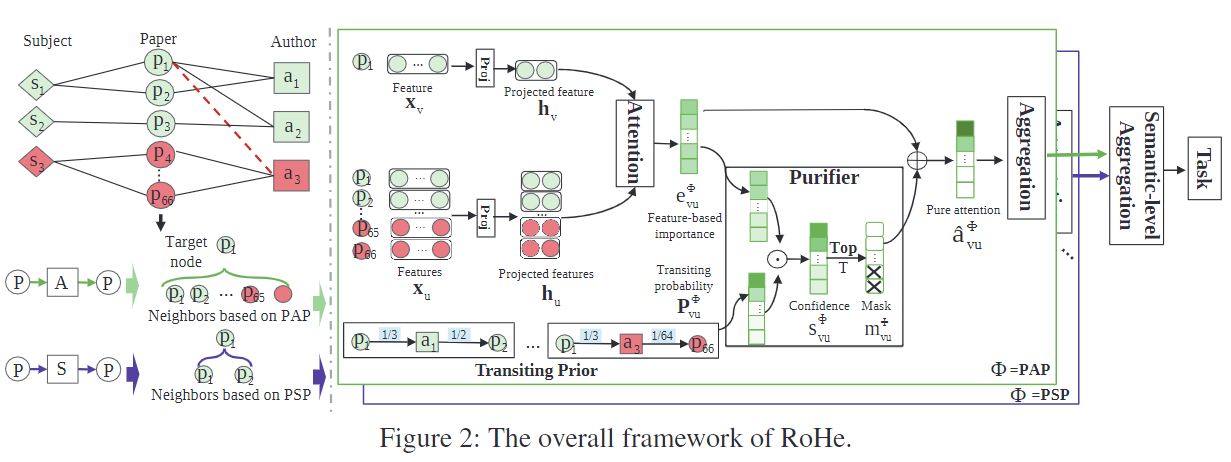 Subject Paper Author
S1 p1 a1
p2
S2 p3 a2
S3 p4 a3
p66
Target node p1
P A P
p1 p2 ... p65
Neighbors based on PAP
p1
P S P
p1 p2
Neighbors based on PSP
p1 ... Proj
Feature Projected feature
x_v h_v
Attention
p1 ...
p2 ...
...
p65 ...
p66 ...
Proj
Features Projected features
x_u h_u
e^Φ_vu
Feature-based
importance
Transiting
probability
P^Φ_vu
Purifier
Top
T
Confidence Mask
s^Φ_vu m^Φ_vu
p1 1/3 a1 1/2 p2 ... p1 1/3 a3 1/64 p66
Transiting Prior
Pure attention
â^Φ_vu
Aggregation
Φ =PAP
Φ =PSP
Semantic-level
Aggregation
Task
Figure 2: The overall framework of RoHe.